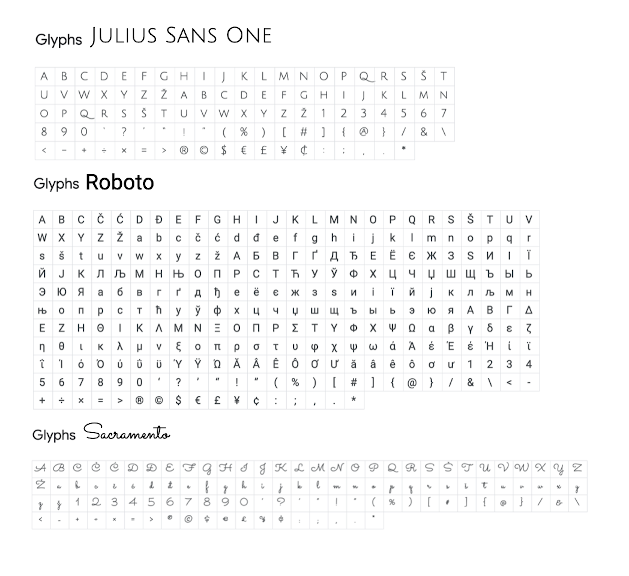 Glyphs Julius Sans One
A B C D E F G H I J K L M N O P Q R S Š T
U V W X Y Z Ž A B C D E F G H I J K L M N
O P Q R S Š T U V W X Y Z Ž 1 2 3 4 5 6 7
8 9 0 ‘ ? ’ “ ! ” ( % ) [ # ] { @ } / & \
< - + ÷ × = > ® © $ € £ ¥ ₵ : ; , . *
Glyphs Roboto
A B C Č Ć D Đ E F G H I J K L M N O P Q R S Š T U V
W X Y Z Ž a b c č ć d đ e f g h i j k l m n o p q r
s š t u v w x y z ž А Б В Г Ґ Д Ђ Е Ё Є Ж З Ѕ И І Ї
Й Ј К Л Љ М Н Њ О П Р С Т Ћ У Ў Ф Х Ц Ч Џ Ш Щ Ъ Ы Ь
Э Ю Я а б в г ґ д ђ е ё є ж з ѕ и і ї й ј к л љ м н
њ о п р с т ћ у ў ф х ц ч џ ш щ ъ ы ь э ю я Α Β Γ Δ
Ε Ζ Η Θ Ι Κ Λ Μ Ν Ξ Ο Π Ρ Σ Τ Υ Φ Χ Ψ Ω α β γ δ ε ζ
η θ ι κ λ μ ν ξ ο π ρ σ τ υ φ χ ψ ω ά Ά έ Έ έ Ή ί ϊ
ΐ Ί ό Ό ύ ΰ ϋ Ύ Ϋ Ώ Ă Â Ê Ô Ơ Ư ă â ê ô ơ ư 1 2 3 4
5 6 7 8 9 0 ‘ ? ’ “ ! ” ( % ) [ # ] { @ } / & \ < -
+ ÷ × = > ® © $ € £ ¥ ¢ : ; , . *
Glyphs Sacramento
A B C Č Ć D Đ E F G H I J K L M N O P Q R S Š T U V W X Y Z
y z 1 2 3 4 5 6 7 8 9 0 ‘ ? ’ “ ! ” ( % ) [ # ] { @ } / & \
< - + ÷ × = > ® © $ € £ ¥ ¢ : ; , . *